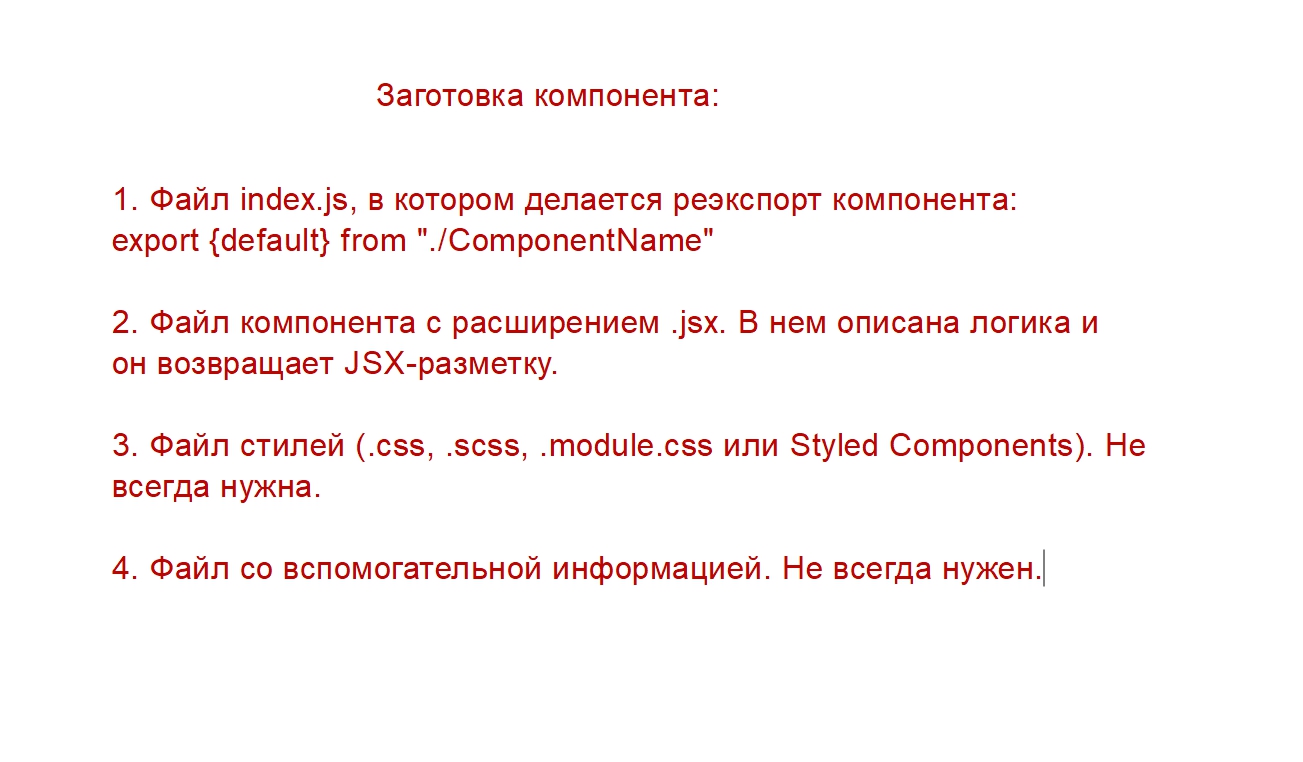 Заготовка компонента:
1. Файл index.js, в котором делается реэкспорт компонента:
export {default} from "./ComponentName"
2. Файл компонента с расширением .jsx. В нем описана логика и
он возвращает JSX-разметку.
3. Файл стилей (.css, .scss, .module.css или Styled Components). Не
всегда нужна.
4. Файл со вспомогательной информацией. Не всегда нужен.